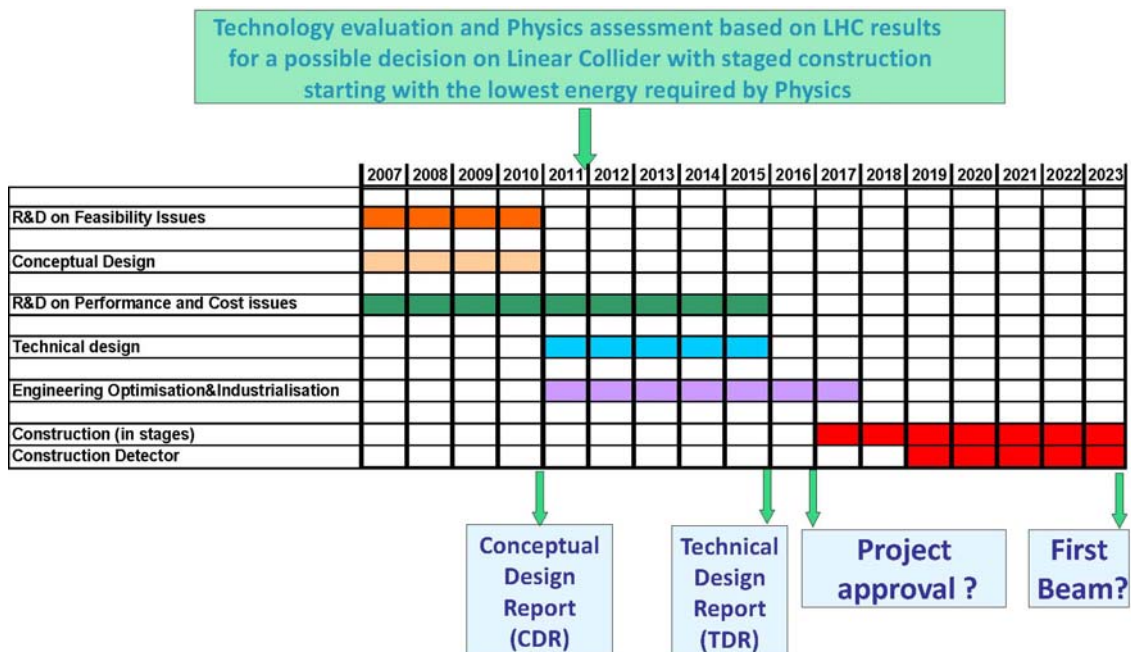 Technology evaluation and Physics assessment based on LHC results
for a possible decision on Linear Collider with staged construction
starting with the lowest energy required by Physics
2007 2008 2009 2010 2011 2012 2013 2014 2015 2016 2017 2018 2019 2020 2021 2022 2023
R&D on Feasibility Issues
Conceptual Design
R&D on Performance and Cost issues
Technical design
Engineering Optimisation&Industrialisation
Construction (in stages)
Construction Detector
Conceptual
Design
Report
(CDR)
Technical
Design
Report
(TDR)
Project
approval ?
First
Beam?